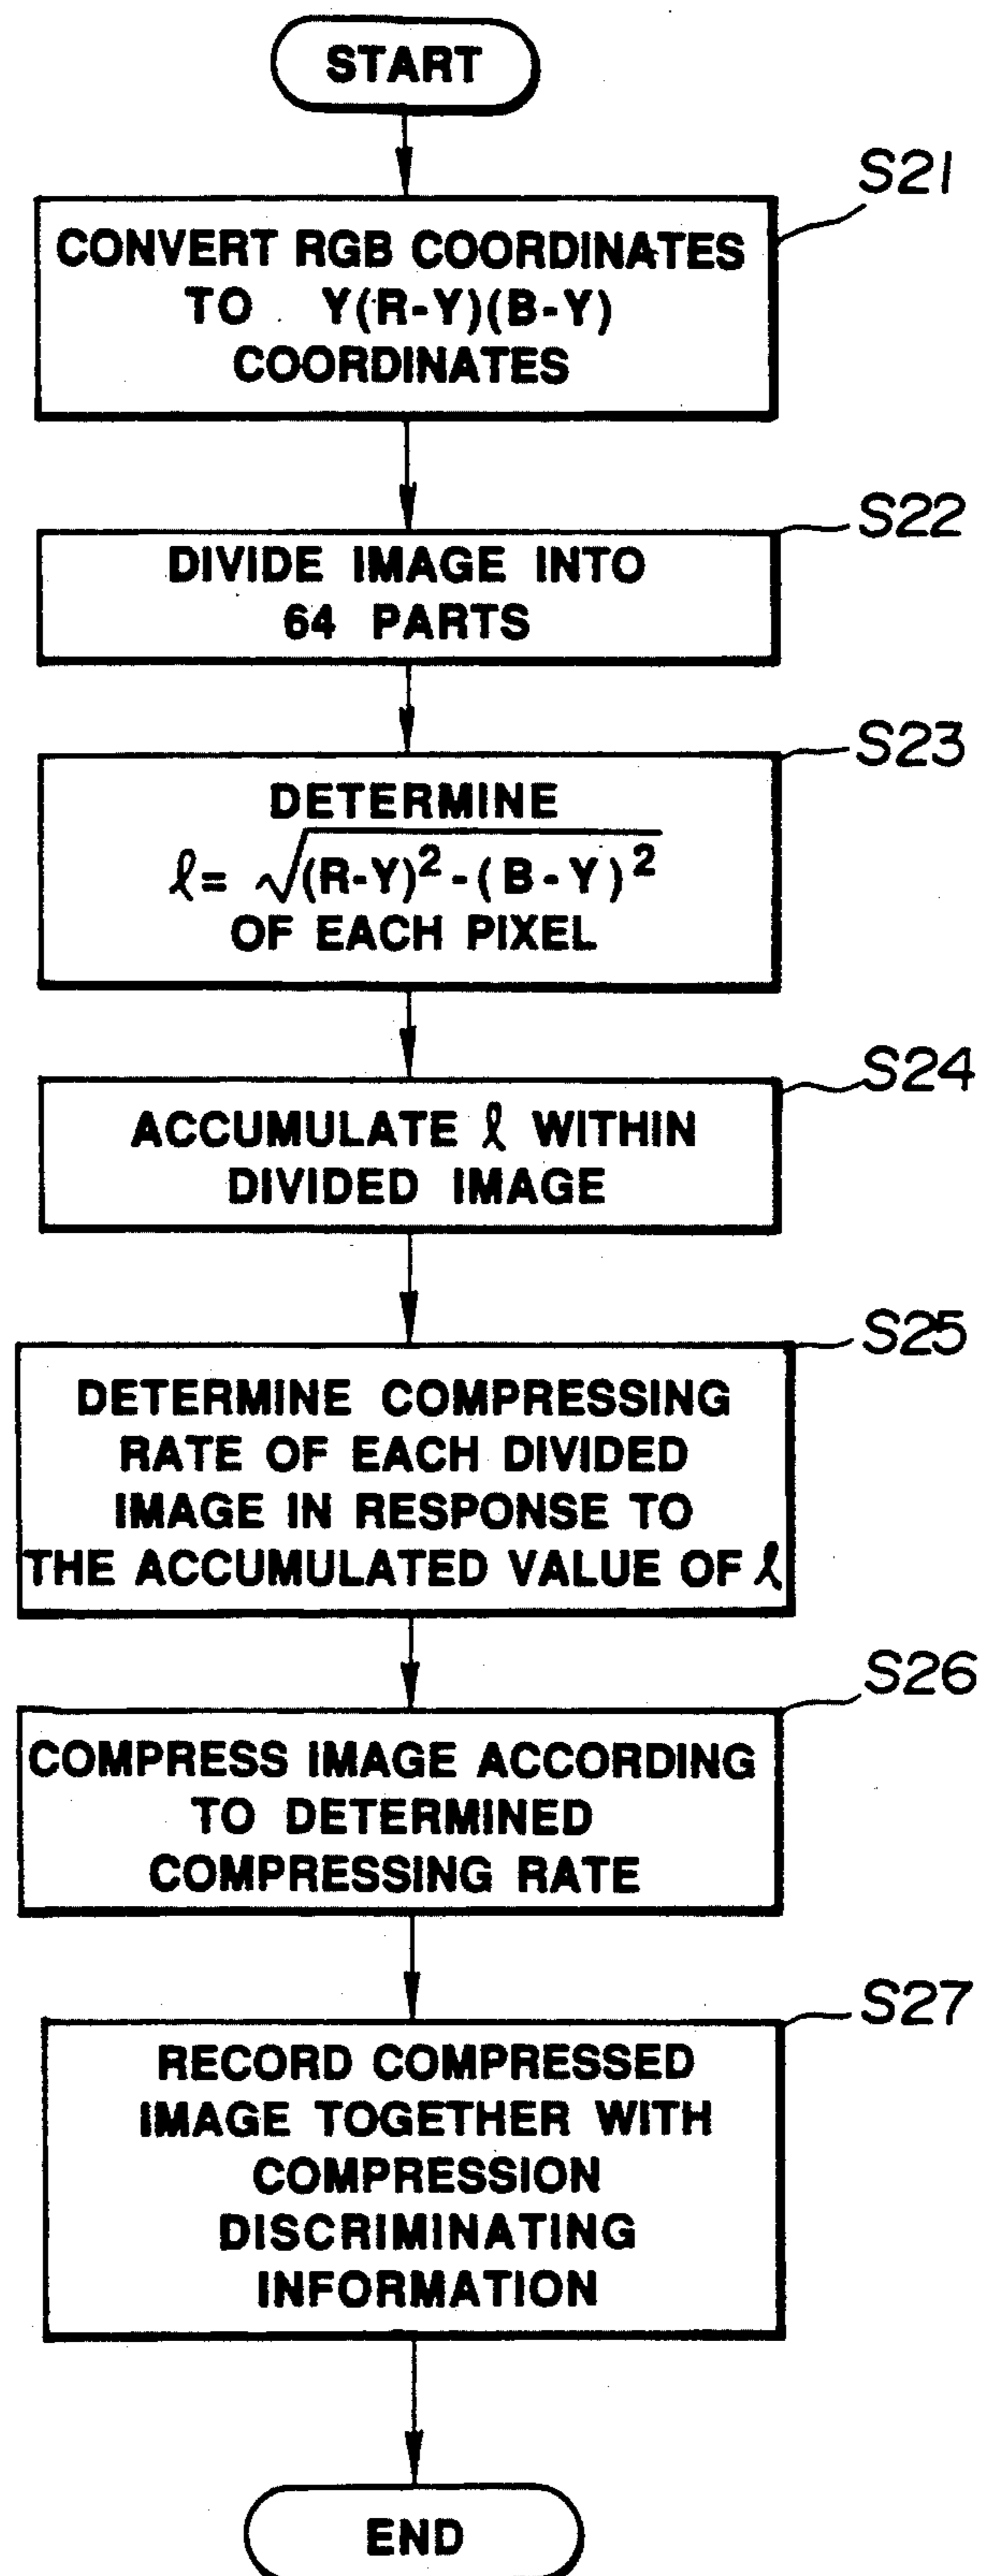 START
S21
CONVERT RGB COORDINATES
TO Y(R-Y)(B-Y)
COORDINATES
S22
DIVIDE IMAGE INTO
64 PARTS
S23
DETERMINE
ℓ= √(R-Y)²-(B-Y)²
OF EACH PIXEL
S24
ACCUMULATE ℓ WITHIN
DIVIDED IMAGE
S25
DETERMINE COMPRESSING
RATE OF EACH DIVIDED
IMAGE IN RESPONSE TO
THE ACCUMULATED VALUE OF ℓ
S26
COMPRESS IMAGE ACCORDING
TO DETERMINED
COMPRESSING RATE
S27
RECORD COMPRESSED
IMAGE TOGETHER WITH
COMPRESSION
DISCRIMINATING
INFORMATION
END